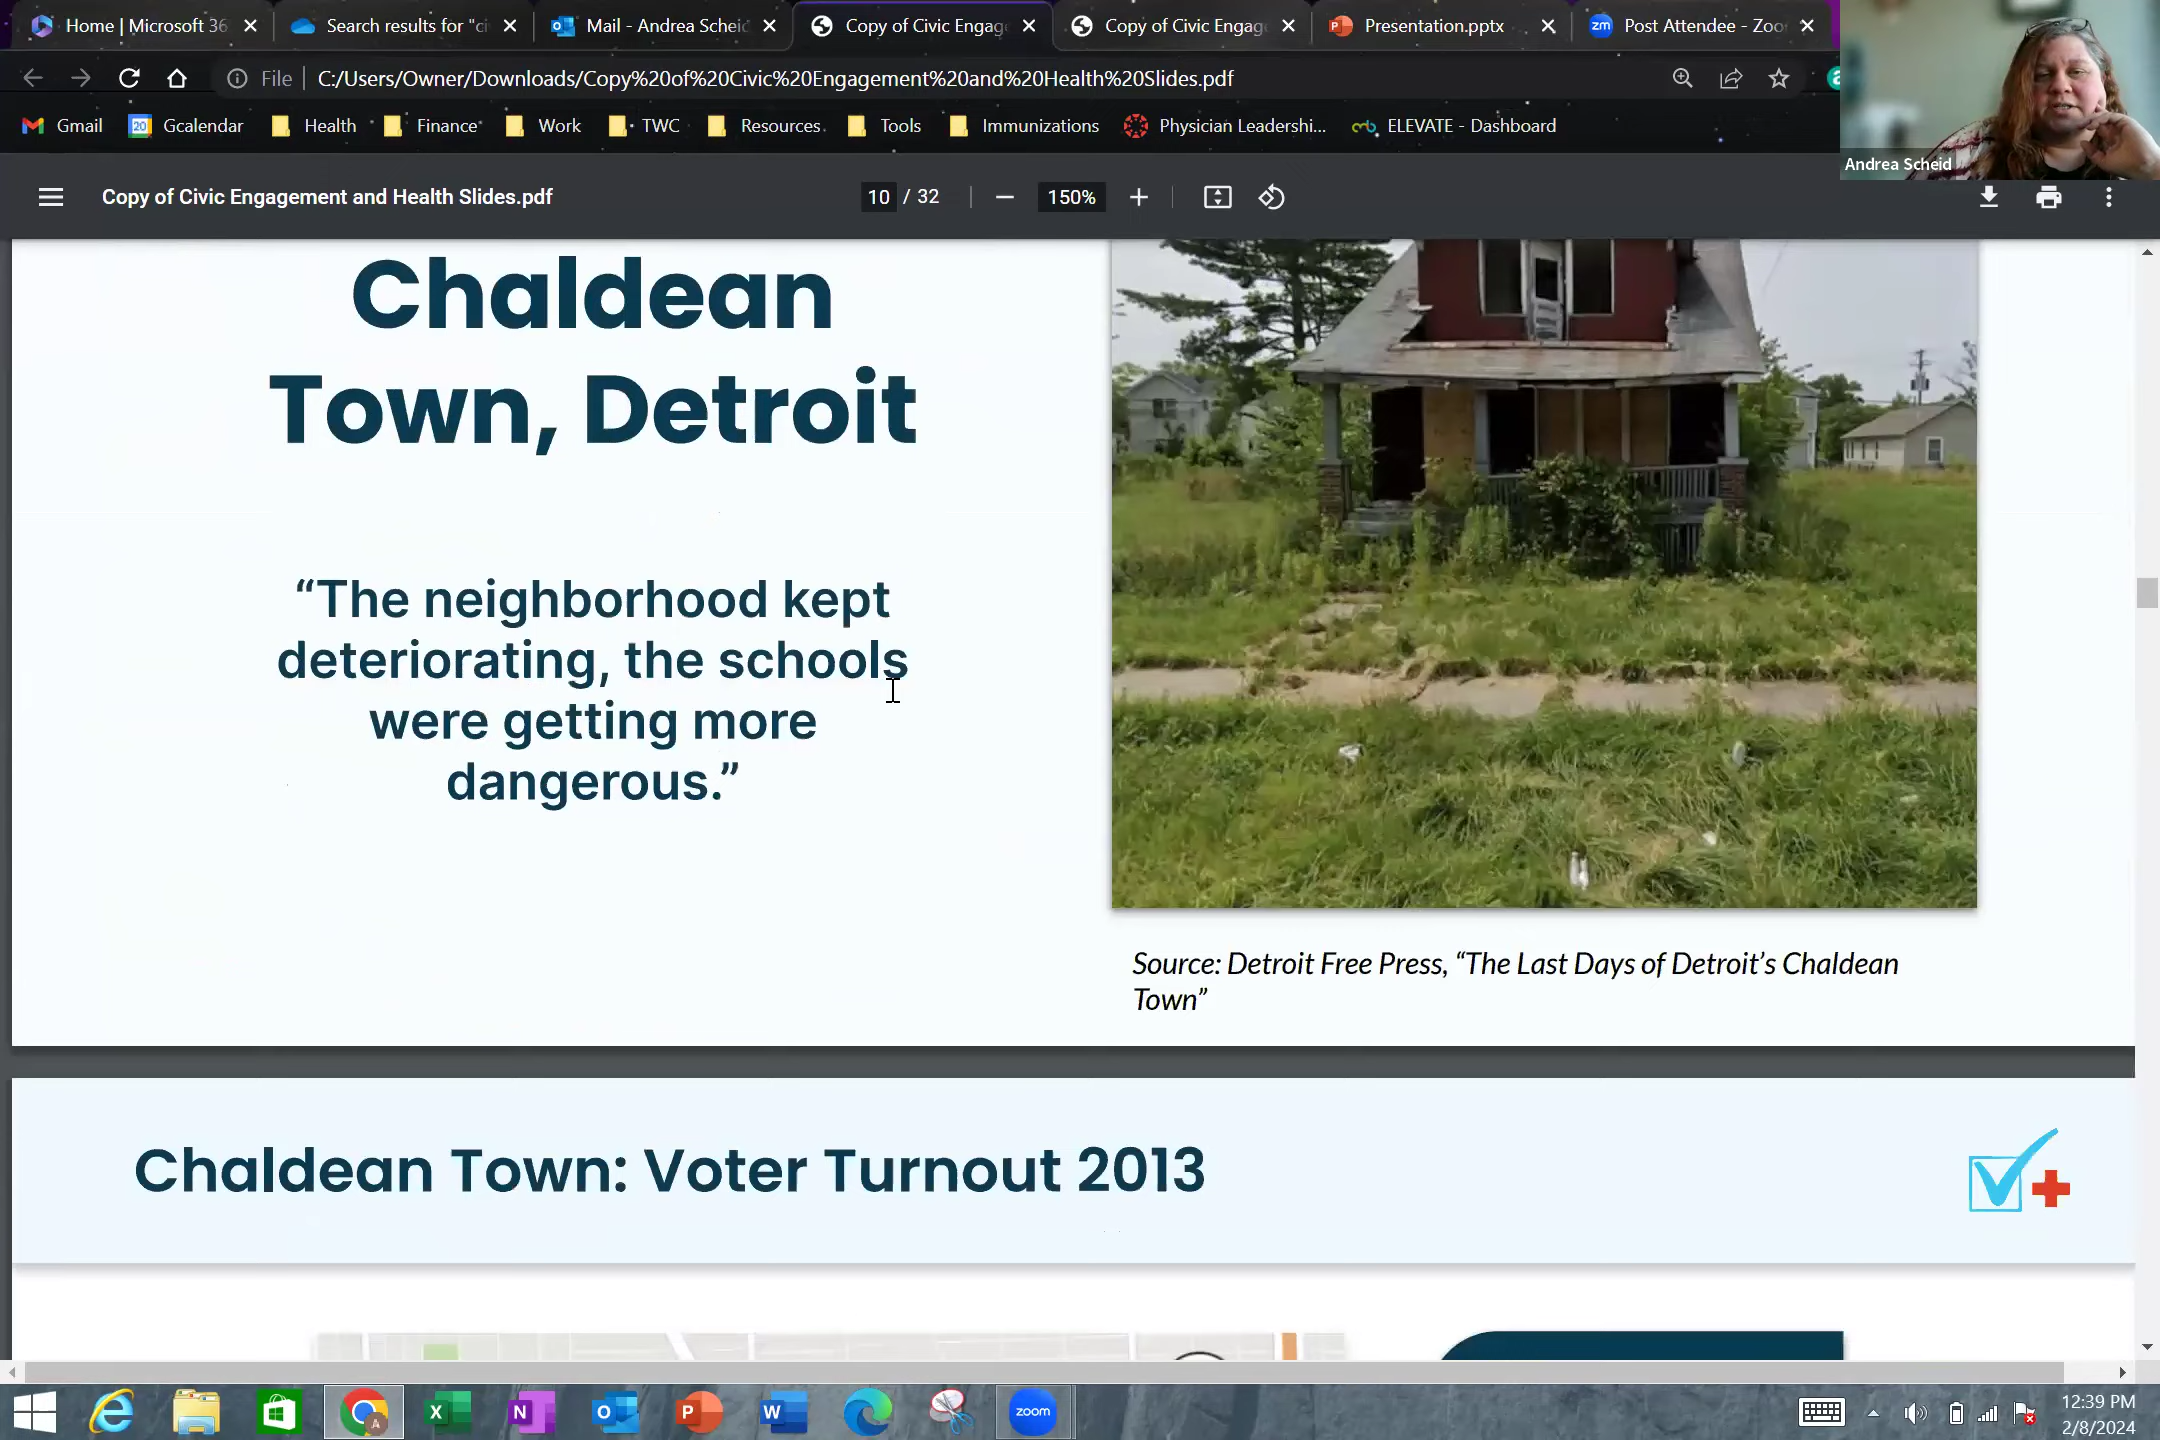 Home | Microsoft 36
Search results for "ci
Mail - Andrea Scheid
Copy of Civic Engag
Copy of Civic Engag
Presentation.pptx
zm
Post Attendee - Zoo
File
C:/Users/Owner/Downloads/Copy%20of%20Civic%20Engagement%20and%20Health%20Slides.pdf
Gmail
20
Gcalendar
Health
Finance
Work
TWC
Resources
Tools
Immunizations
Physician Leadershi...
ELEVATE - Dashboard
Andrea Scheid
Copy of Civic Engagement and Health Slides.pdf
10 / 32
150%
Chaldean
Town, Detroit
“The neighborhood kept
deteriorating, the schools
were getting more
dangerous.”
Source: Detroit Free Press, “The Last Days of Detroit’s Chaldean
Town”
Chaldean Town: Voter Turnout 2013
A
X
N
O
P
W
zoom
12:39 PM
2/8/2024